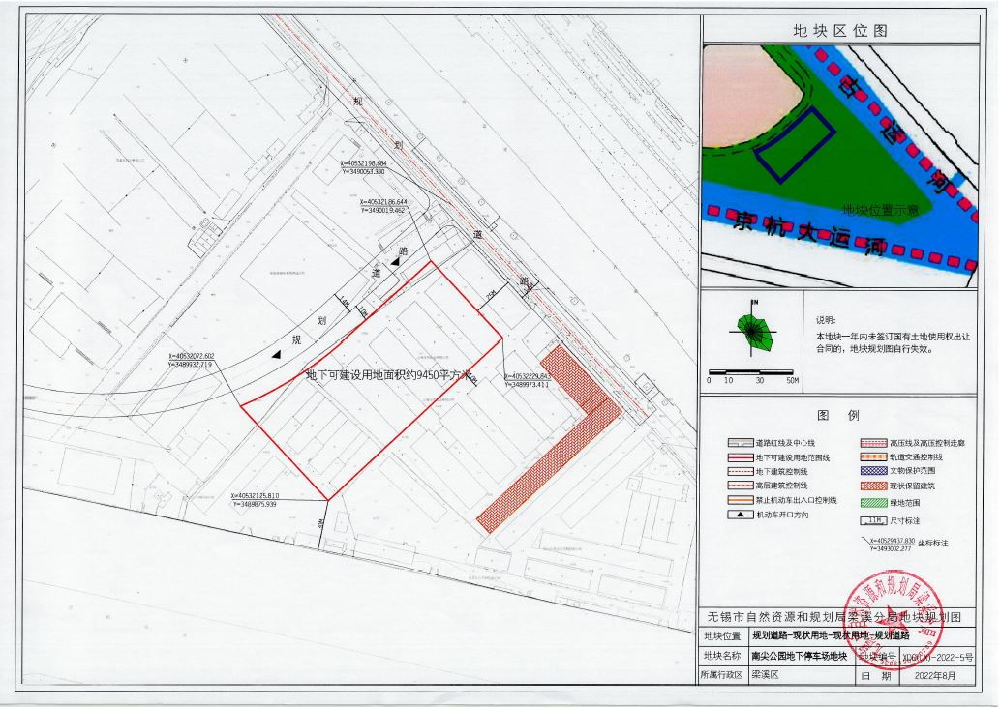 地块区位图
古运河
京杭大运河
地块位置示意
N
说明:
本地块一年内未签订国有土地使用权出让
合同的，地块规划图自行失效。
0 10 30 50M
图 例
道路红线及中心线
地下可建设用地范围线
地下建筑控制线
高层建筑控制线
禁止机动车出入口控制线
机动车开口方向
高压线及高压控制走廊
轨道交通控制线
文物保护范围
现状保留建筑
绿地范围
11M 尺寸标注
X=40529437.830
Y=3493002.277
坐标标注
规划道路
X=40532198.684
Y=3490053.380
X=40532186.644
Y=3490019.462
规划道路
X=40532072.602
Y=3489932.719
地下可建设用地面积约9450平方米
X=40532229.843
Y=3489973.411
X=40532125.810
Y=3489875.939
无锡市自然资源和规划局梁溪分局地块规划图
地块位置 规划道路-现状用地-现状用地-规划道路
地块名称 南尖公园地下停车场地块 地块编号
所属行政区 梁溪区 日 期 2022年8月